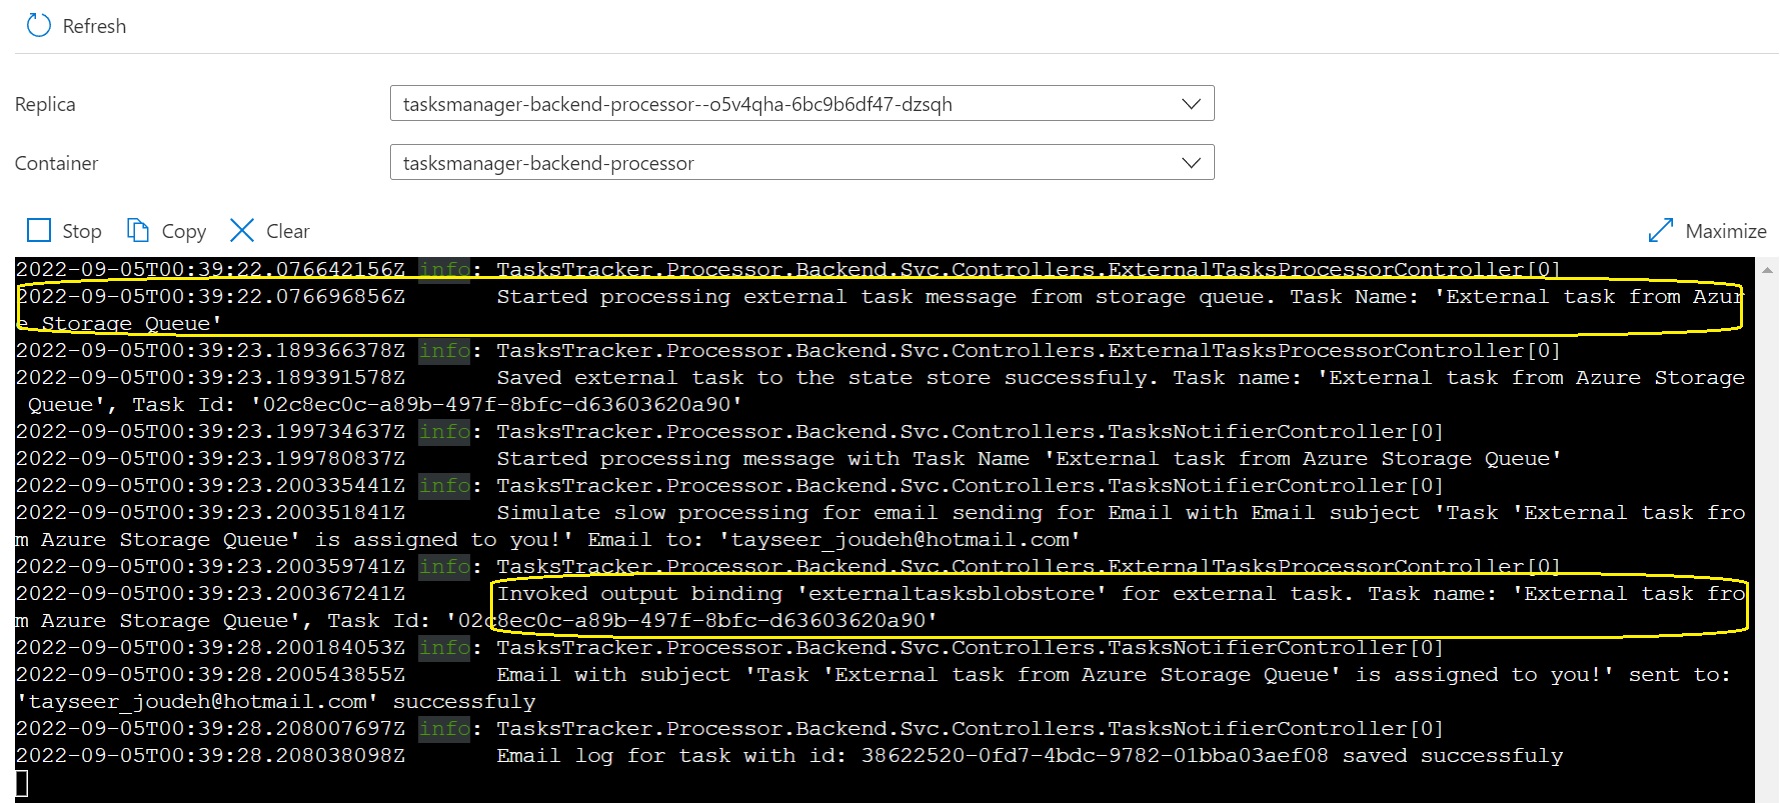 Refresh
Replica
tasksmanager-backend-processor--o5v4qha-6bc9b6df47-dzsqh
Container
tasksmanager-backend-processor
Stop Copy Clear Maximize
2022-09-05T00:39:22.076642156Z info: TasksTracker.Processor.Backend.Svc.Controllers.ExternalTasksProcessorController[0]
2022-09-05T00:39:22.076696856Z Started processing external task message from storage queue. Task Name: 'External task from Azur
e Storage Queue'
2022-09-05T00:39:23.189366378Z info: TasksTracker.Processor.Backend.Svc.Controllers.ExternalTasksProcessorController[0]
2022-09-05T00:39:23.189391578Z Saved external task to the state store successfuly. Task name: 'External task from Azure Storage
Queue', Task Id: '02c8ec0c-a89b-497f-8bfc-d63603620a90'
2022-09-05T00:39:23.199734637Z info: TasksTracker.Processor.Backend.Svc.Controllers.TasksNotifierController[0]
2022-09-05T00:39:23.199780837Z Started processing message with Task Name 'External task from Azure Storage Queue'
2022-09-05T00:39:23.200335441Z info: TasksTracker.Processor.Backend.Svc.Controllers.TasksNotifierController[0]
2022-09-05T00:39:23.200351841Z Simulate slow processing for email sending for Email with Email subject 'Task 'External task fro
m Azure Storage Queue' is assigned to you!' Email to: 'tayseer_joudeh@hotmail.com'
2022-09-05T00:39:23.200359741Z info: TasksTracker.Processor.Backend.Svc.Controllers.ExternalTasksProcessorController[0]
2022-09-05T00:39:23.200367241Z Invoked output binding 'externaltasksblobstore' for external task. Task name: 'External task fro
m Azure Storage Queue', Task Id: '02c8ec0c-a89b-497f-8bfc-d63603620a90'
2022-09-05T00:39:28.200184053Z info: TasksTracker.Processor.Backend.Svc.Controllers.TasksNotifierController[0]
2022-09-05T00:39:28.200543855Z Email with subject 'Task 'External task from Azure Storage Queue' is assigned to you!' sent to:
'tayseer_joudeh@hotmail.com' successfuly
2022-09-05T00:39:28.208007697Z info: TasksTracker.Processor.Backend.Svc.Controllers.TasksNotifierController[0]
2022-09-05T00:39:28.208038098Z Email log for task with id: 38622520-0fd7-4bdc-9782-01bba03aef08 saved successfuly